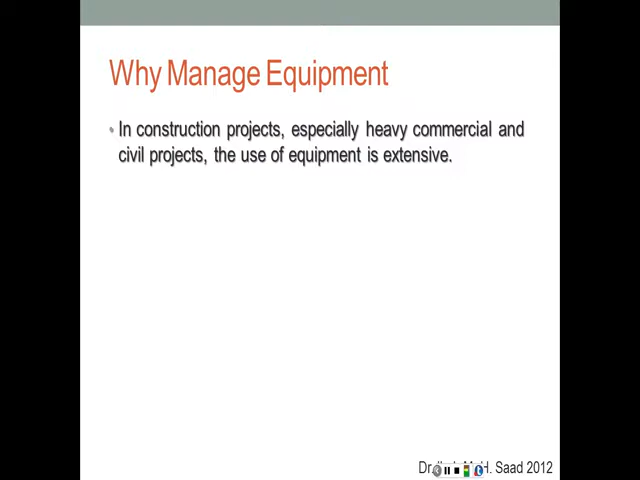 Why Manage Equipment
• In construction projects, especially heavy commercial and
civil projects, the use of equipment is extensive.
Saad 2012